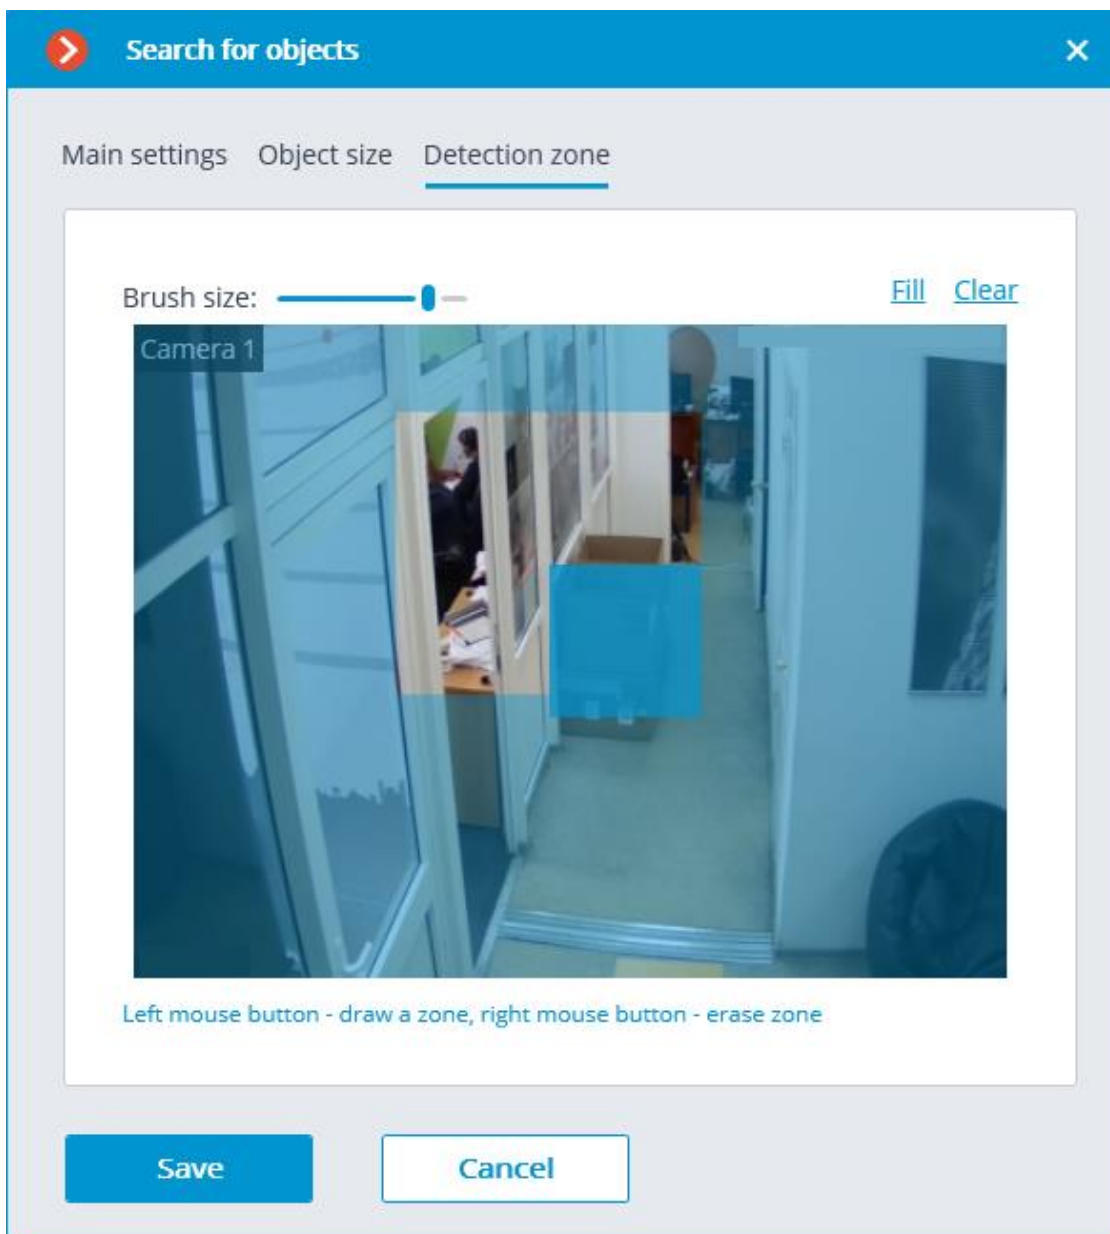 Search for objects
Main settings Object size Detection zone
Brush size: Fill Clear
Camera 1
Left mouse button - draw a zone, right mouse button - erase zone
Save Cancel